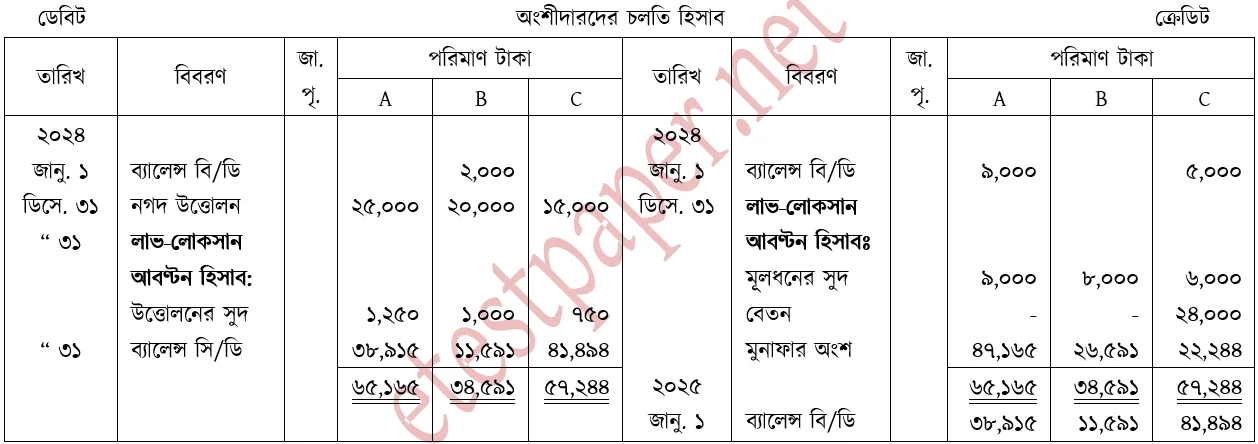 ডেবিট অংশীদারদের চলতি হিসাব ক্রেডিট
তারিখ বিবরণ জা. পৃ. পরিমাণ টাকা তারিখ বিবরণ জা. পৃ. পরিমাণ টাকা
A B C A B C
২০২৪ ২০২৪
জানু. ১ ব্যালেন্স বি/ডি ২,০০০ জানু. ১ ব্যালেন্স বি/ডি ৯,০০০ ৫,০০০
ডিসে. ৩১ নগদ উত্তোলন ২৫,০০০ ২০,০০০ ১৫,০০০ ডিসে. ৩১ লাভ-লোকসান
“ ৩১ লাভ-লোকসান আবণ্টন হিসাবঃ
আবণ্টন হিসাব: মূলধনের সুদ ৯,০০০ ৮,০০০ ৬,০০০
উত্তোলনের সুদ ১,২৫০ ১,০০০ ৭৫০ বেতন - - ২৪,০০০
“ ৩১ ব্যালেন্স সি/ডি ৩৮,৯১৫ ১১,৫৯১ ৪১,৪৯৪ মুনাফার অংশ ৪৭,১৬৫ ২৬,৫৯১ ২২,২৪৪
৬৫,১৬৫ ৩৪,৫৯১ ৫৭,২৪৪ ২০২৫ ৬৫,১৬৫ ৩৪,৫৯১ ৫৭,২৪৪
জানু. ১ ব্যালেন্স বি/ডি ৩৮,৯১৫ ১১,৫৯১ ৪১,৪৯৪
etestpaper.net